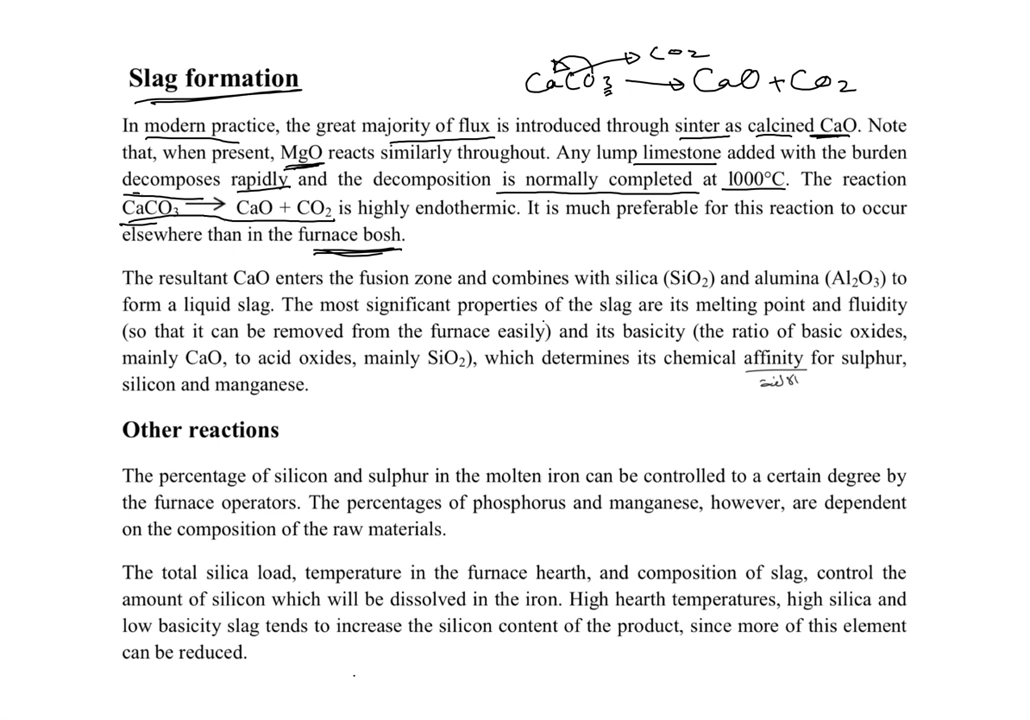 CO2
Slag formation
CaCO3 → CaO + CO2
In modern practice, the great majority of flux is introduced through sinter as calcined CaO. Note
that, when present, MgO reacts similarly throughout. Any lump limestone added with the burden
decomposes rapidly and the decomposition is normally completed at 1000°C. The reaction
CaCO₃ → CaO + CO₂ is highly endothermic. It is much preferable for this reaction to occur
elsewhere than in the furnace bosh.
The resultant CaO enters the fusion zone and combines with silica (SiO₂) and alumina (Al₂O₃) to
form a liquid slag. The most significant properties of the slag are its melting point and fluidity
(so that it can be removed from the furnace easily) and its basicity (the ratio of basic oxides,
mainly CaO, to acid oxides, mainly SiO₂), which determines its chemical affinity for sulphur,
silicon and manganese.
Other reactions
The percentage of silicon and sulphur in the molten iron can be controlled to a certain degree by
the furnace operators. The percentages of phosphorus and manganese, however, are dependent
on the composition of the raw materials.
The total silica load, temperature in the furnace hearth, and composition of slag, control the
amount of silicon which will be dissolved in the iron. High hearth temperatures, high silica and
low basicity slag tends to increase the silicon content of the product, since more of this element
can be reduced.